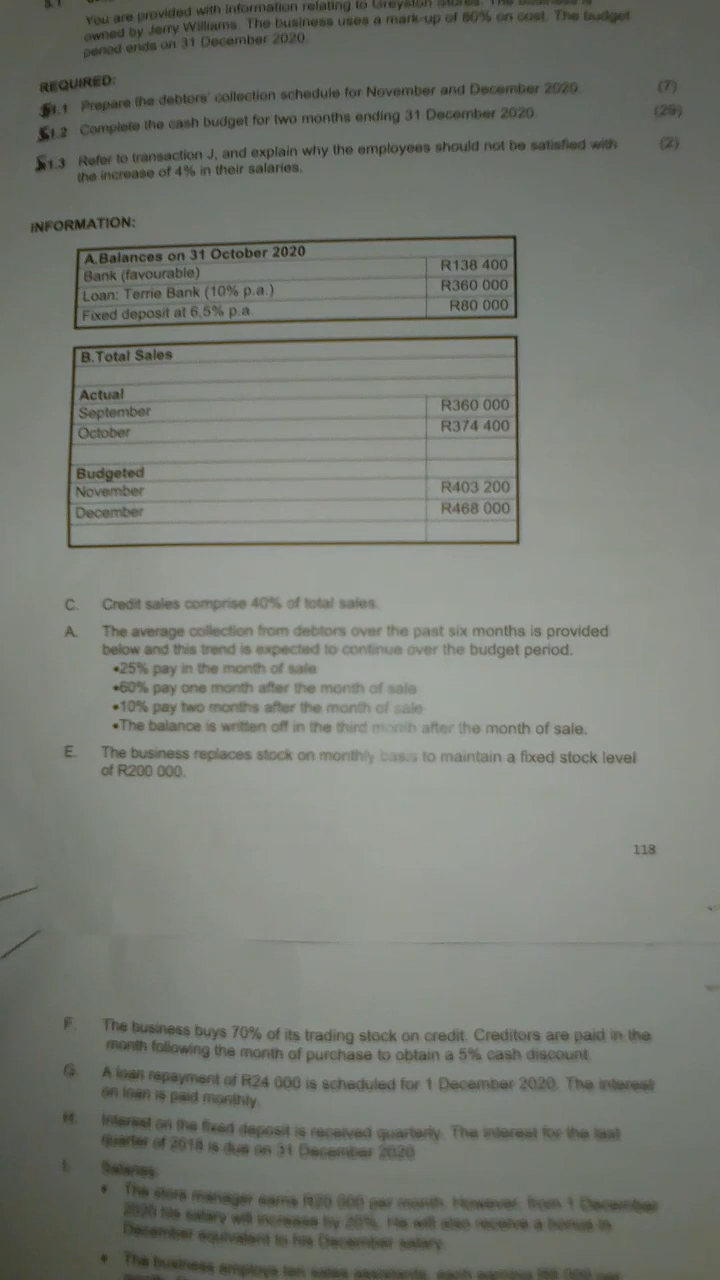 5.1
You are provided with information relating to Greyston Stores. The business is
owned by Jerry Williams. The business uses a mark-up of 80% on cost. The budget
period ends on 31 December 2020.
REQUIRED:
51.1 Prepare the debtors' collection schedule for November and December 2020. (7)
51.2 Complete the cash budget for two months ending 31 December 2020. (29)
51.3 Refer to transaction J, and explain why the employees should not be satisfied with (2)
the increase of 4% in their salaries.
INFORMATION:
A.Balances on 31 October 2020
Bank (favourable) R138 400
Loan: Terrie Bank (10% p.a.) R360 000
Fixed deposit at 6,5% p.a. R80 000
B.Total Sales
Actual
September R360 000
October R374 400
Budgeted
November R403 200
December R468 000
C. Credit sales comprise 40% of total sales.
A. The average collection from debtors over the past six months is provided
below and this trend is expected to continue over the budget period.
•25% pay in the month of sale
•60% pay one month after the month of sale
•10% pay two months after the month of sale
•The balance is written off in the third month after the month of sale.
E. The business replaces stock on monthly basis to maintain a fixed stock level
of R200 000.
118
F. The business buys 70% of its trading stock on credit. Creditors are paid in the
month following the month of purchase to obtain a 5% cash discount.
G. A loan repayment of R24 000 is scheduled for 1 December 2020. The interest
on loan is paid monthly.
H. Interest on the fixed deposit is received quarterly. The interest for the last
quarter of 2018 is due on 31 December 2020
I. Salaries:
• The store manager earns R20 000 per month. However, from 1 December
2020 his salary will increase by 20%. He will also receive a bonus in
December equivalent to his December salary.
• The business employs ten sales assistants, each